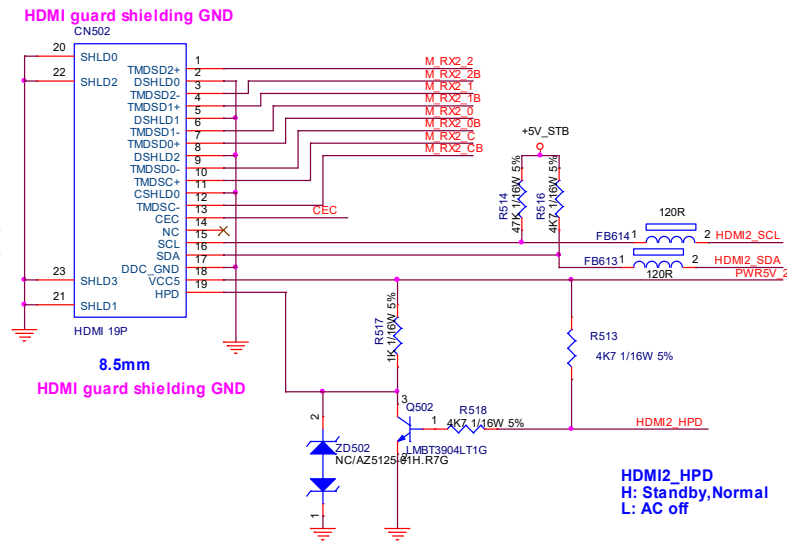 HDMI guard shielding GND
CN502
20 SHLD0
22 SHLD2
23 SHLD3
21 SHLD1
1 TMDSD2+
2 DSHLD0
3 TMDSD2-
4 TMDSD1+
5 DSHLD1
6 TMDSD1-
7 TMDSD0+
8 DSHLD2
9 TMDSD0-
10 TMDSC+
11 CSHLD0
12 TMDSC-
13 CEC
14 NC
15 SCL
16 SDA
17 DDC_GND
18 VCC5
19 HPD
HDMI 19P
M_RX2_2
M_RX2_2B
M_RX2_1
M_RX2_1B
M_RX2_0
M_RX2_0B
M_RX2_C
M_RX2_CB
CEC
+5V_STB
R514
47K 1/16W 5%
R516
4K7 1/16W 5%
120R
FB614 1 2 HDMI2_SCL
FB613 1 2 HDMI2_SDA
120R
PWR5V_2
8.5mm
HDMI guard shielding GND
R517
1K 1/16W 5%
R513
4K7 1/16W 5%
3
Q502
1
R518
4K7 1/16W 5%
HDMI2_HPD
LMBT3904LT1G
2
ZD502
NC/AZ5125-01H.R7G
1
HDMI2_HPD
H: Standby,Normal
L: AC off